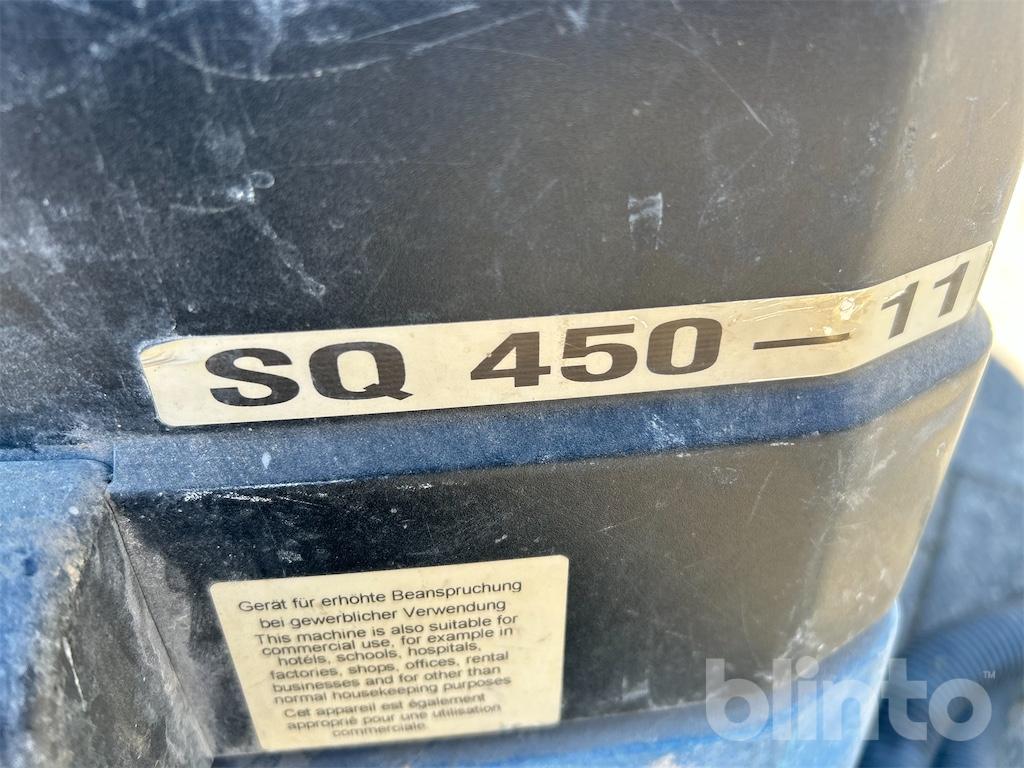 SQ 450 — 11
Gerät für erhöhte Beanspruchung
bei gewerblicher Verwendung
This machine is also suitable for
commercial use, for example in
hotels, schools, hospitals,
factories, shops, offices, rental
businesses and for other than
normal housekeeping purposes
Cet appareil est également
approprié pour une utilisation
commerciale.
blinto™